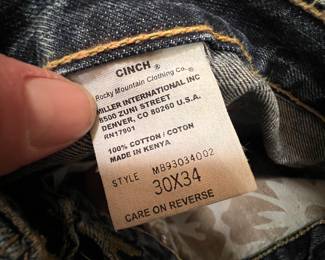 CINCH ®
Rocky Mountain Clothing Co.®
MILLER INTERNATIONAL INC
8500 ZUNI STREET
DENVER, CO 80260 U.S.A.
RN17901
100% COTTON / COTON
MADE IN KENYA
STYLE MB93034002
30X34
CARE ON REVERSE